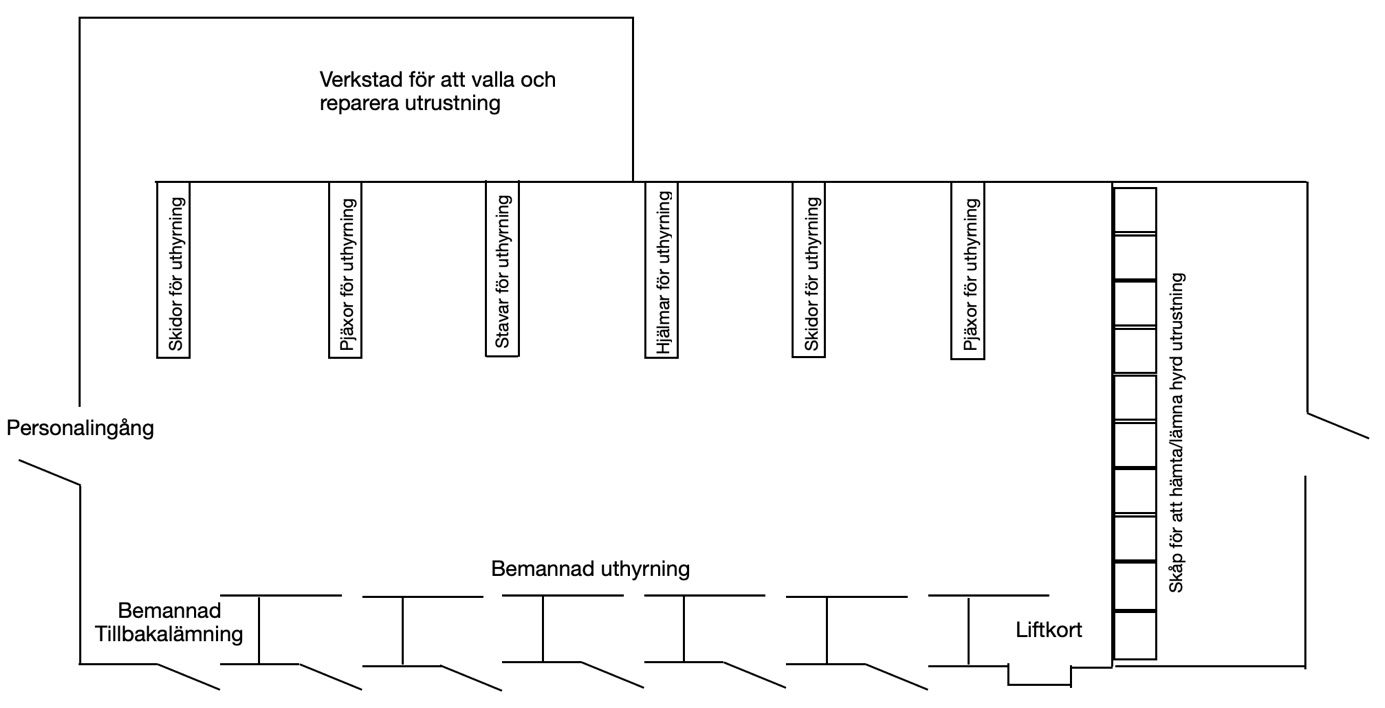 Verkstad för att valla och
reparera utrustning
Skidor för uthyrning
Pjäxor för uthyrning
Stavar för uthyrning
Hjälmar för uthyrning
Skidor för uthyrning
Pjäxor för uthyrning
Skåp för att hämta/lämna hyrd utrustning
Personalingång
Bemannad uthyrning
Bemannad
Tillbakalämning
Liftkort